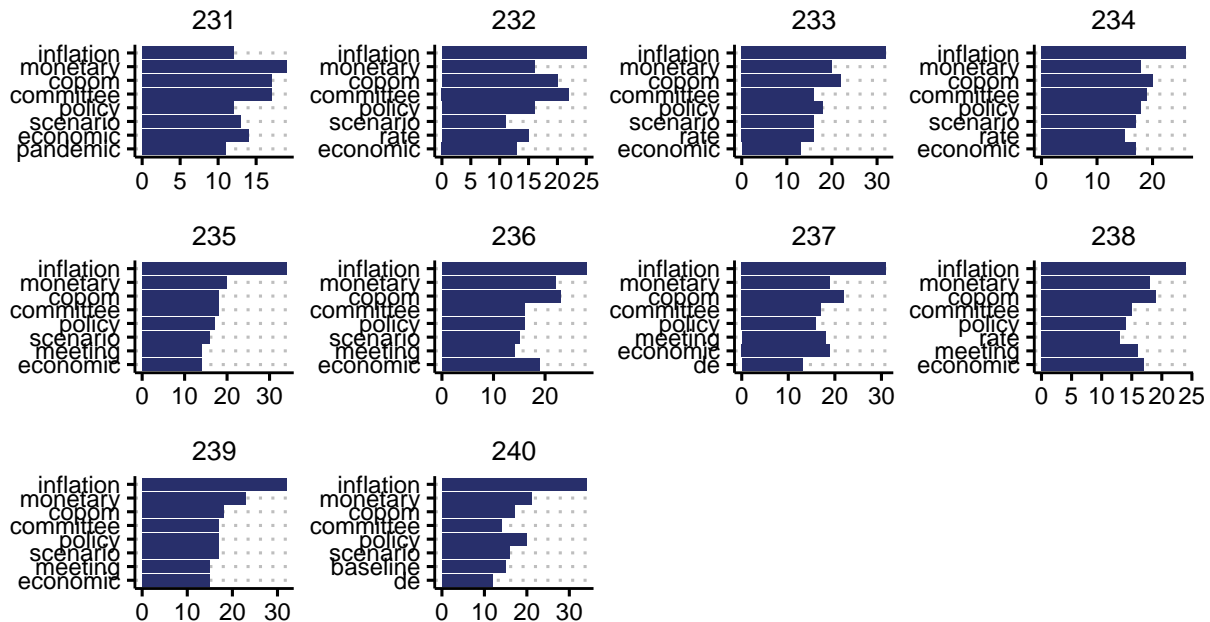 231
inflation
monetary
copom
committee
policy
scenario
economic
pandemic
0 5 10 15
232
inflation
monetary
copom
committee
policy
scenario
rate
economic
0 5 10 15 20 25
233
inflation
monetary
copom
committee
policy
scenario
rate
economic
0 10 20 30
234
inflation
monetary
copom
committee
policy
scenario
rate
economic
0 10 20
235
inflation
monetary
copom
committee
policy
scenario
meeting
economic
0 10 20 30
236
inflation
monetary
copom
committee
policy
scenario
meeting
economic
0 10 20
237
inflation
monetary
copom
committee
policy
meeting
economic
de
0 10 20 30
238
inflation
monetary
copom
committee
policy
rate
meeting
economic
0 5 10 15 20 25
239
inflation
monetary
copom
committee
policy
scenario
meeting
economic
0 10 20 30
240
inflation
monetary
copom
committee
policy
scenario
baseline
de
0 10 20 30